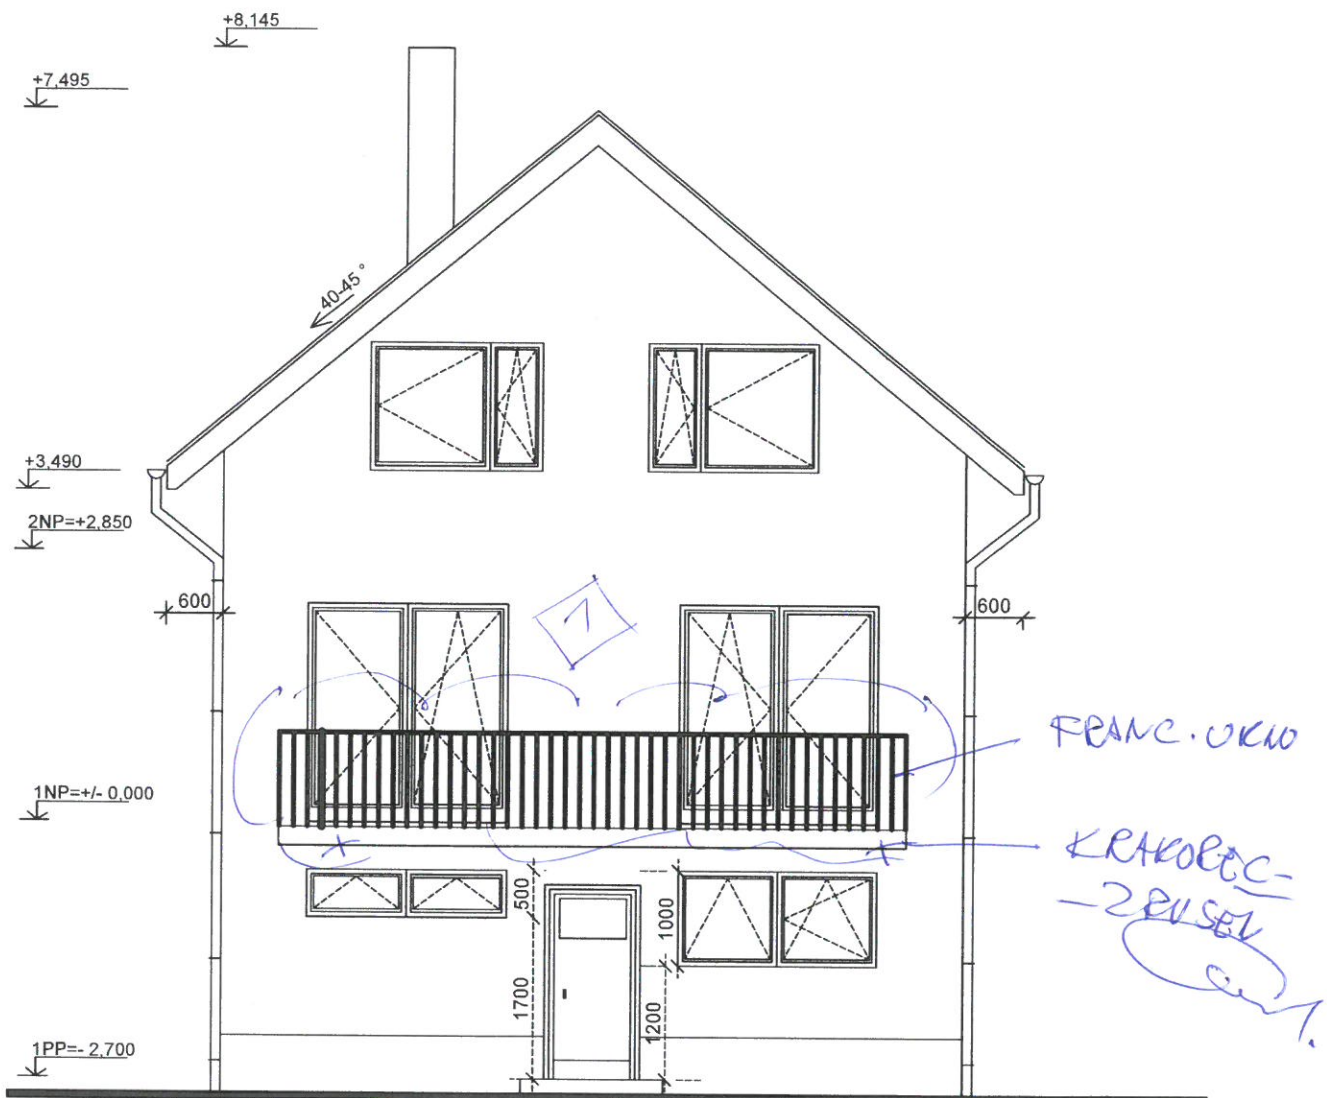 +8,145
+7,495
40-45°
+3,490
2NP=+2,850
600
600
1
FRANC. OKNO
1NP=+/- 0,000
KRAKOREC-
-ZRUSEN
500
1000
1700
1200
1PP=- 2,700